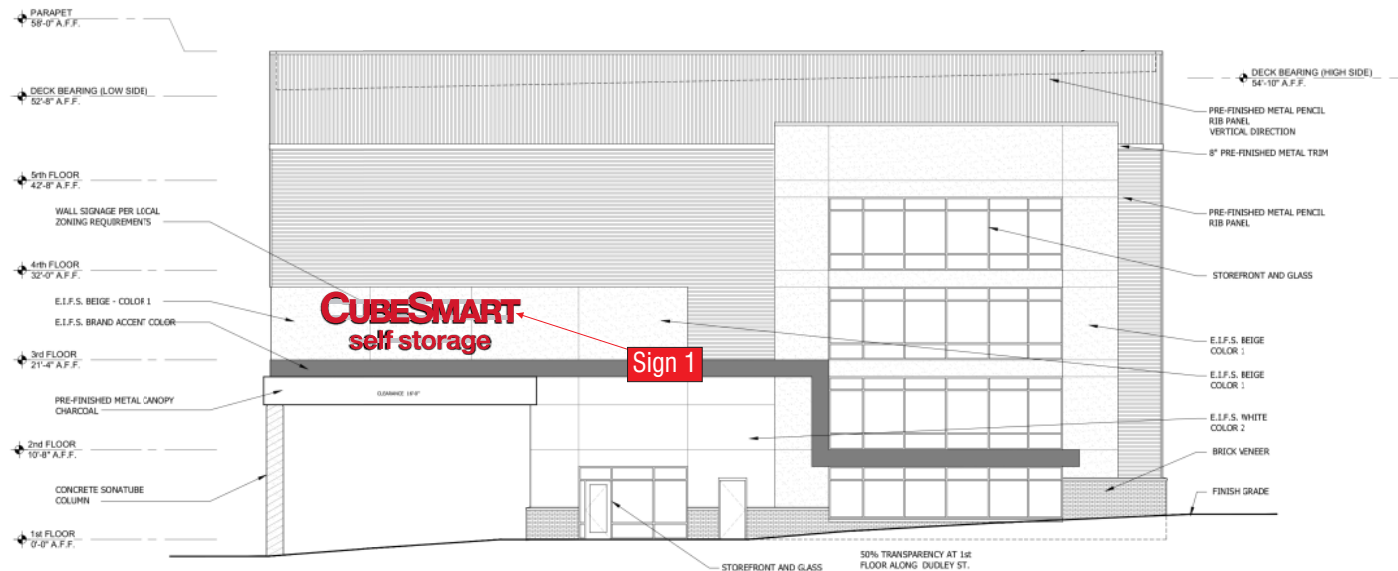 PARAPET
58'-0" A.F.F.
DECK BEARING (LOW SIDE)
52'-8" A.F.F.
5rth FLOOR
42'-8" A.F.F.
WALL SIGNAGE PER LOCAL
ZONING REQUIREMENTS
4rth FLOOR
32'-0" A.F.F.
E.I.F.S. BEIGE - COLOR 1
E.I.F.S. BRAND ACCENT COLOR
3rd FLOOR
21'-4" A.F.F.
PRE-FINISHED METAL CANOPY
CHARCOAL
2nd FLOOR
10'-8" A.F.F.
CONCRETE SONATUBE
COLUMN
1st FLOOR
0'-0" A.F.F.
CUBESMART
self storage
Sign 1
CLEARANCE
STOREFRONT AND GLASS
50% TRANSPARENCY AT 1st
FLOOR ALONG DUDLEY ST.
DECK BEARING (HIGH SIDE)
54'-10" A.F.F.
PRE-FINISHED METAL PENCIL
RIB PANEL
VERTICAL DIRECTION
8" PRE-FINISHED METAL TRIM
PRE-FINISHED METAL PENCIL
RIB PANEL
STOREFRONT AND GLASS
E.I.F.S. BEIGE
COLOR 1
E.I.F.S. BEIGE
COLOR 1
E.I.F.S. WHITE
COLOR 2
BRICK VENEER
FINISH GRADE